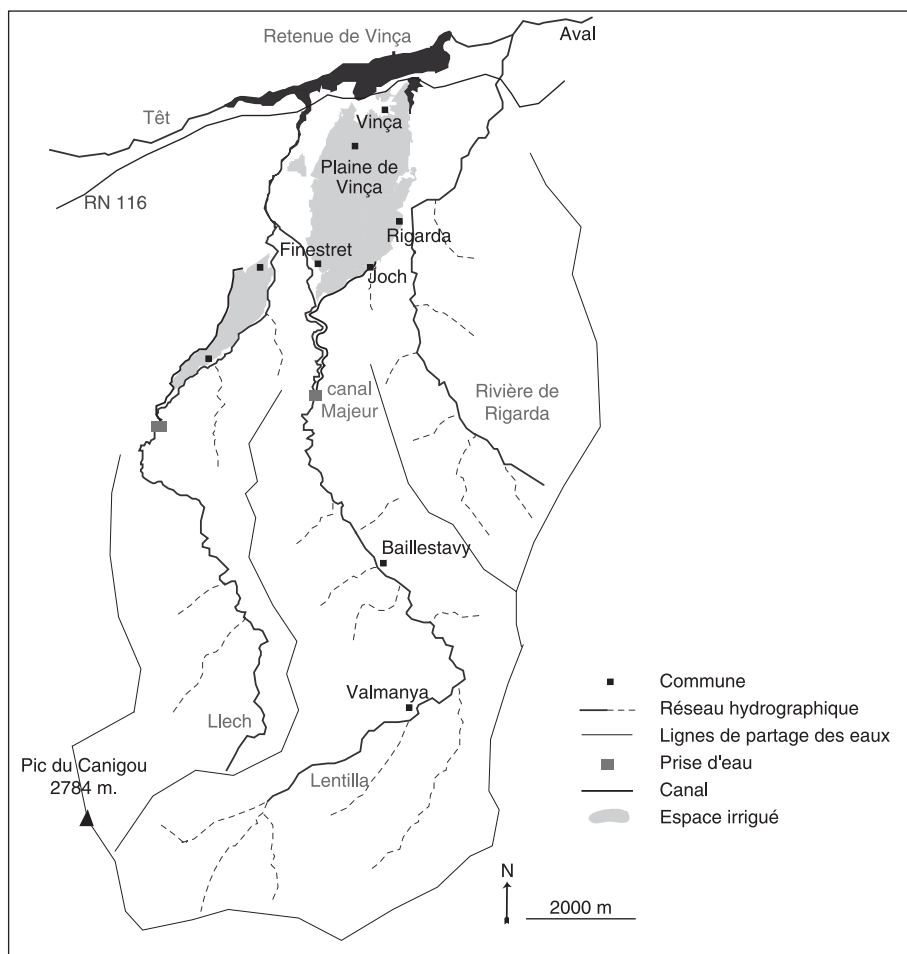 Retenue de Vinça
Aval
Têt
Vinça
Plaine de
Vinça
RN 116
Rigarda
Finestret
Joch
canal
Majeur
Rivière de
Rigarda
Baillestavy
Valmanya
Llech
Lentilla
Pic du Canigou
2784 m.
Commune
Réseau hydrographique
Lignes de partage des eaux
Prise d'eau
Canal
Espace irrigué
N
2000 m